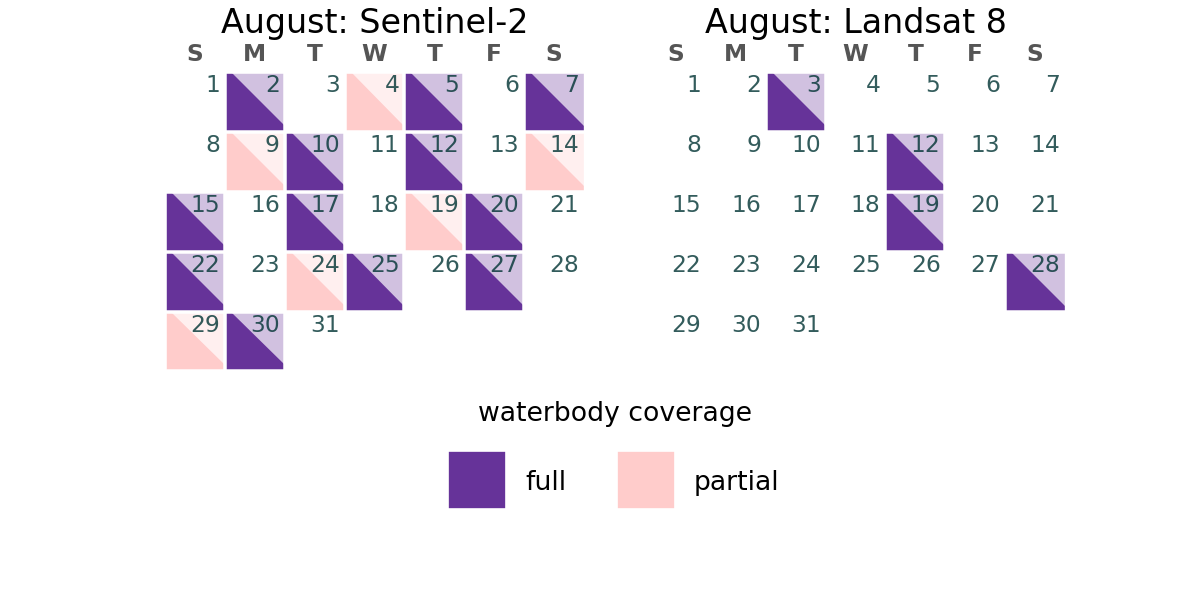 August: Sentinel-2
S M T W T F S
1 2 3 4 5 6 7
8 9 10 11 12 13 14
15 16 17 18 19 20 21
22 23 24 25 26 27 28
29 30 31
August: Landsat 8
S M T W T F S
1 2 3 4 5 6 7
8 9 10 11 12 13 14
15 16 17 18 19 20 21
22 23 24 25 26 27 28
29 30 31
waterbody coverage
full
partial